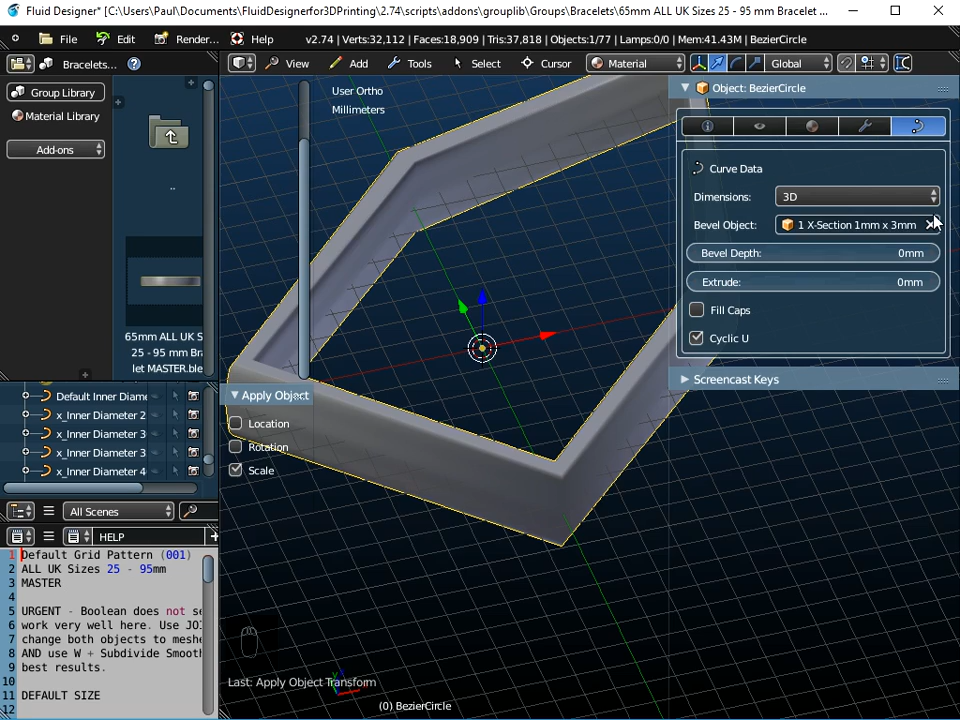 Fluid Designer* [C:\Users\Paul\Documents\FluidDesignerfor3DPrinting\2.74\scripts\addons\grouplib\Groups\Bracelets\65mm ALL UK Sizes 25 - 95 mm Bracelet ...
File Edit Render... Help v2.74 | Verts:32,112 | Faces:18,909 | Tris:37,818 | Objects:1/77 | Lamps:0/0 | Mem:41.43M | BezierCircle
Bracelets... View Add Tools Select Cursor Material Global
Group Library
Material Library
Add-ons
..
65mm ALL UK S
25 - 95 mm Bra
let MASTER.ble
Default Inner Diame
x_Inner Diameter 2
x_Inner Diameter 3
x_Inner Diameter 3
x_Inner Diameter 4
All Scenes
HELP
1 Default Grid Pattern (001)
2 ALL UK Sizes 25 - 95mm
3 MASTER
4
5 URGENT - Boolean does not se
6 work very well here. Use JOI
7 change both objects to meshe
8 AND use W + Subdivide Smoot
9 best results.
10
11 DEFAULT SIZE
12
User Ortho
Millimeters
Apply Object
Location
Rotation
Scale
Last: Apply Object Transform
(0) BezierCircle
Object: BezierCircle
Curve Data
Dimensions: 3D
Bevel Object: 1 X-Section 1mm x 3mm
Bevel Depth: 0mm
Extrude: 0mm
Fill Caps
Cyclic U
Screencast Keys